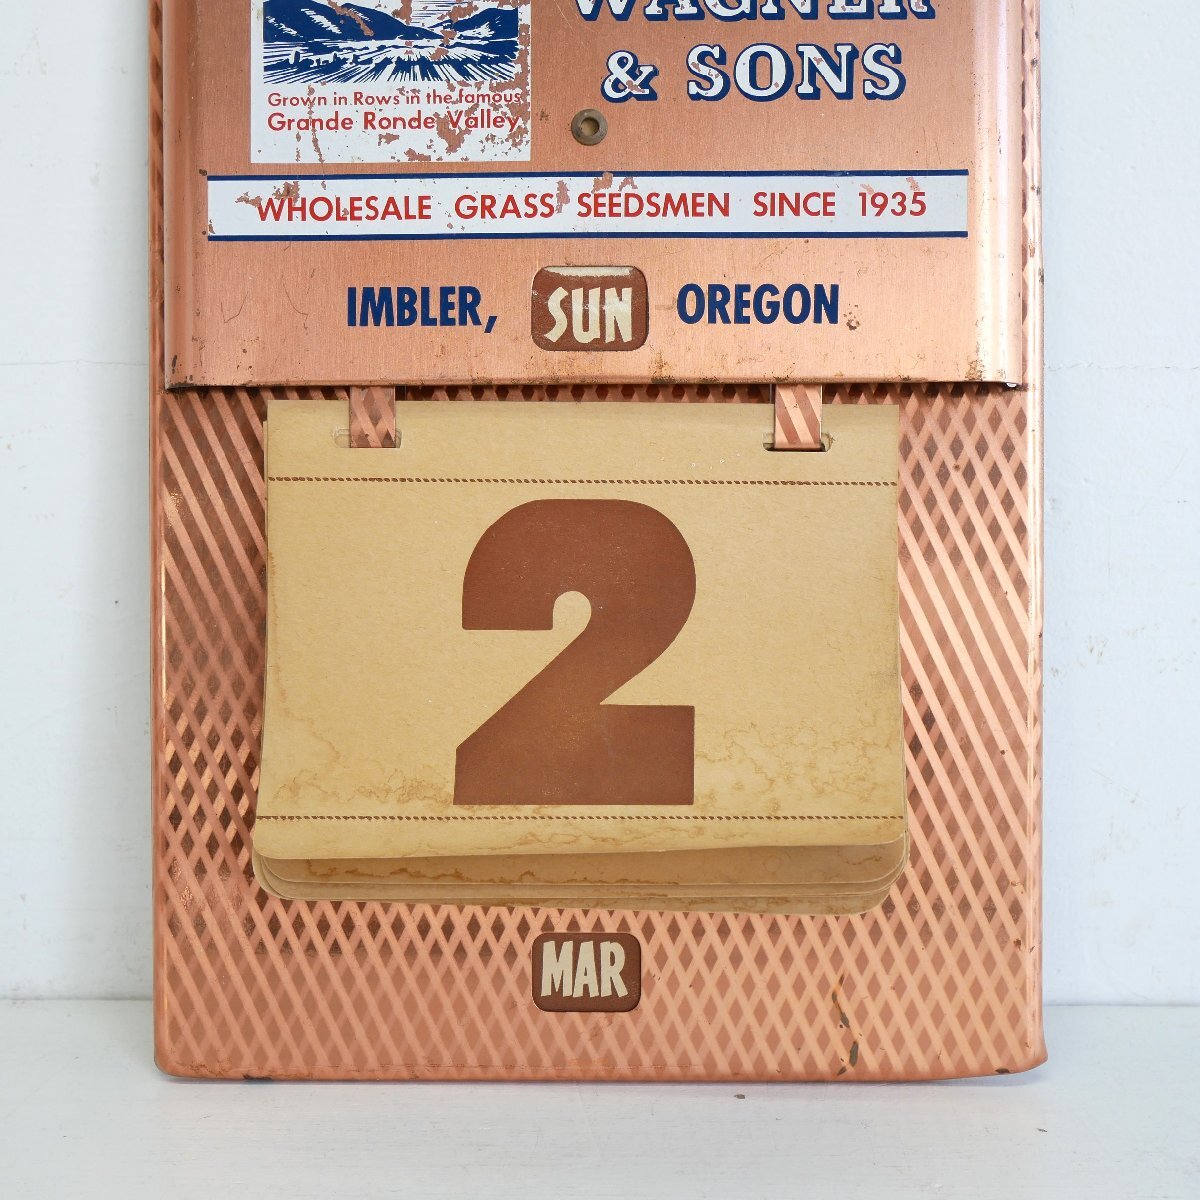 Grown in Rows in the famous
Grande Ronde Valley
WAGNER
& SONS
WHOLESALE GRASS SEEDSMEN SINCE 1935
IMBLER, SUN OREGON
2
MAR